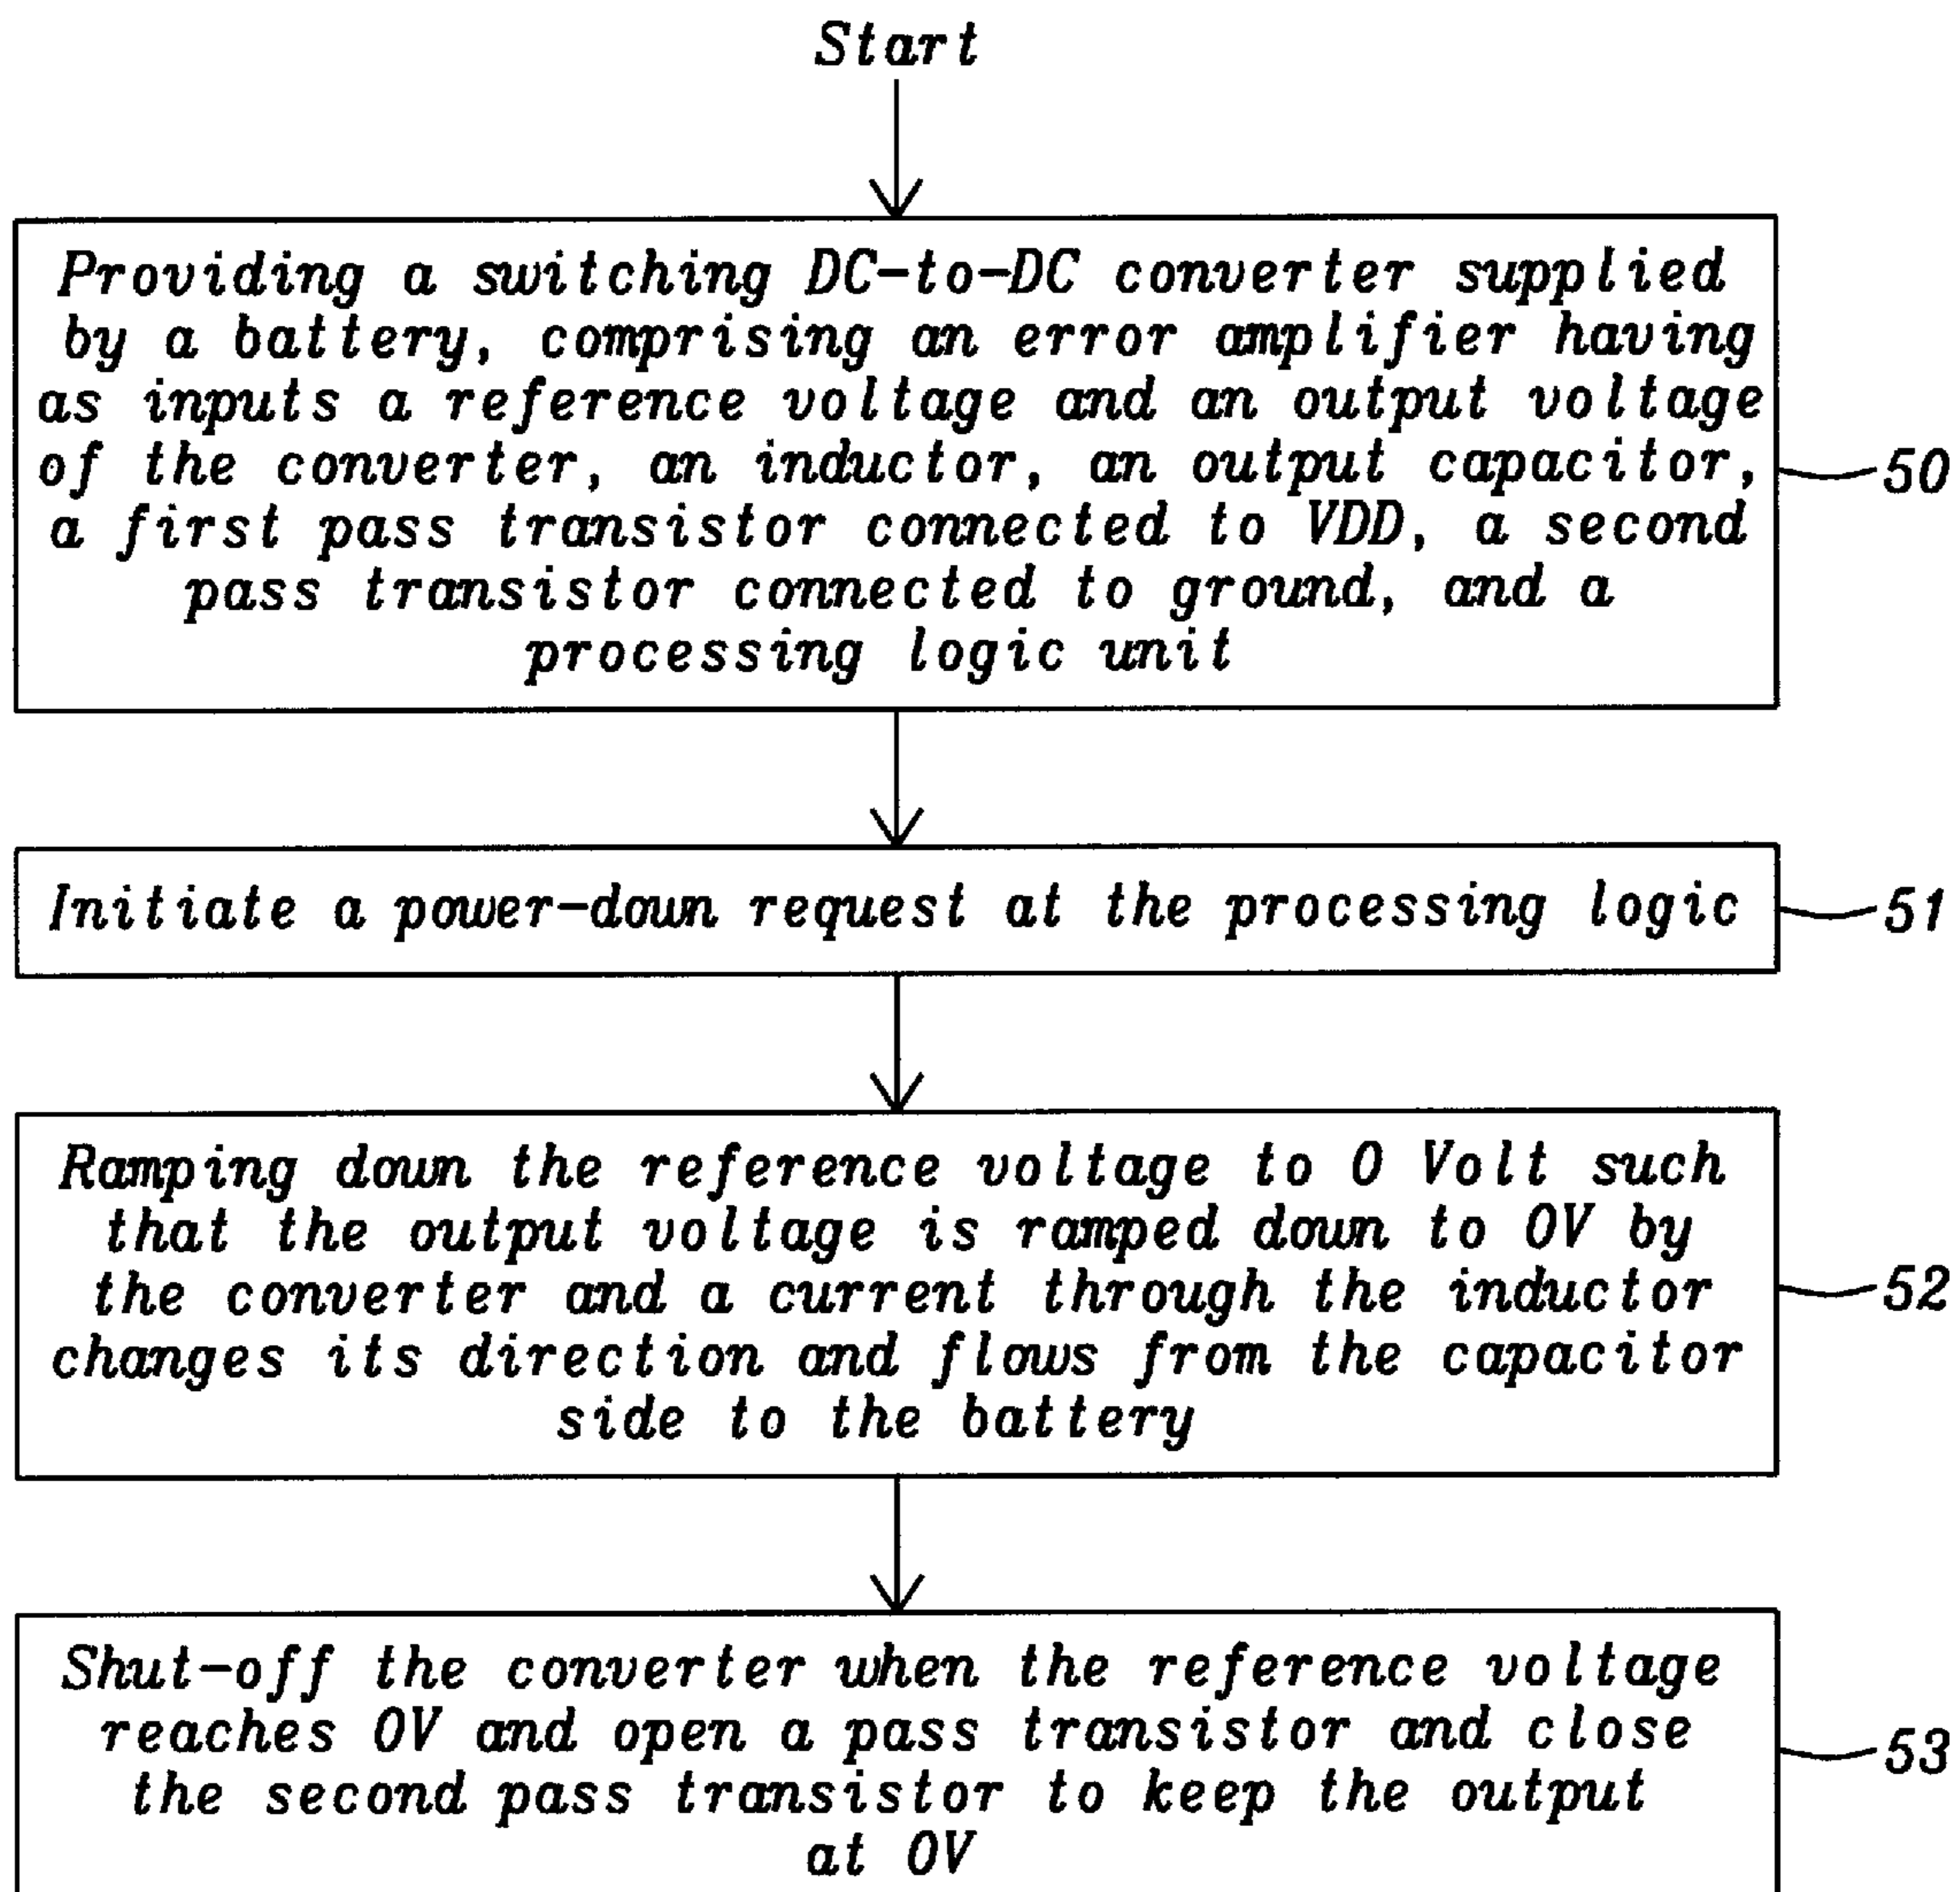 Start
Providing a switching DC-to-DC converter supplied
by a battery, comprising an error amplifier having
as inputs a reference voltage and an output voltage
of the converter, an inductor, an output capacitor,
a first pass transistor connected to VDD, a second
pass transistor connected to ground, and a
processing logic unit
50
Initiate a power-down request at the processing logic
51
Ramping down the reference voltage to 0 Volt such
that the output voltage is ramped down to 0V by
the converter and a current through the inductor
changes its direction and flows from the capacitor
side to the battery
52
Shut-off the converter when the reference voltage
reaches 0V and open a pass transistor and close
the second pass transistor to keep the output
at 0V
53